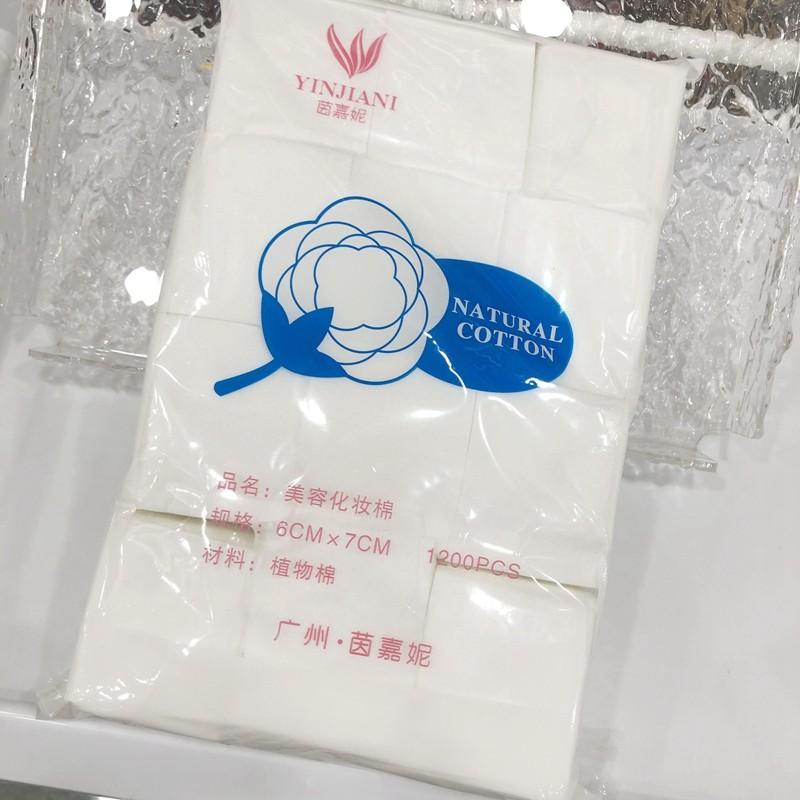 YINJIANI
茵嘉妮
NATURAL
COTTON
品名：美容化妆棉
规格：6CM×7CM 1200PCS
材料：植物棉
广州·茵嘉妮